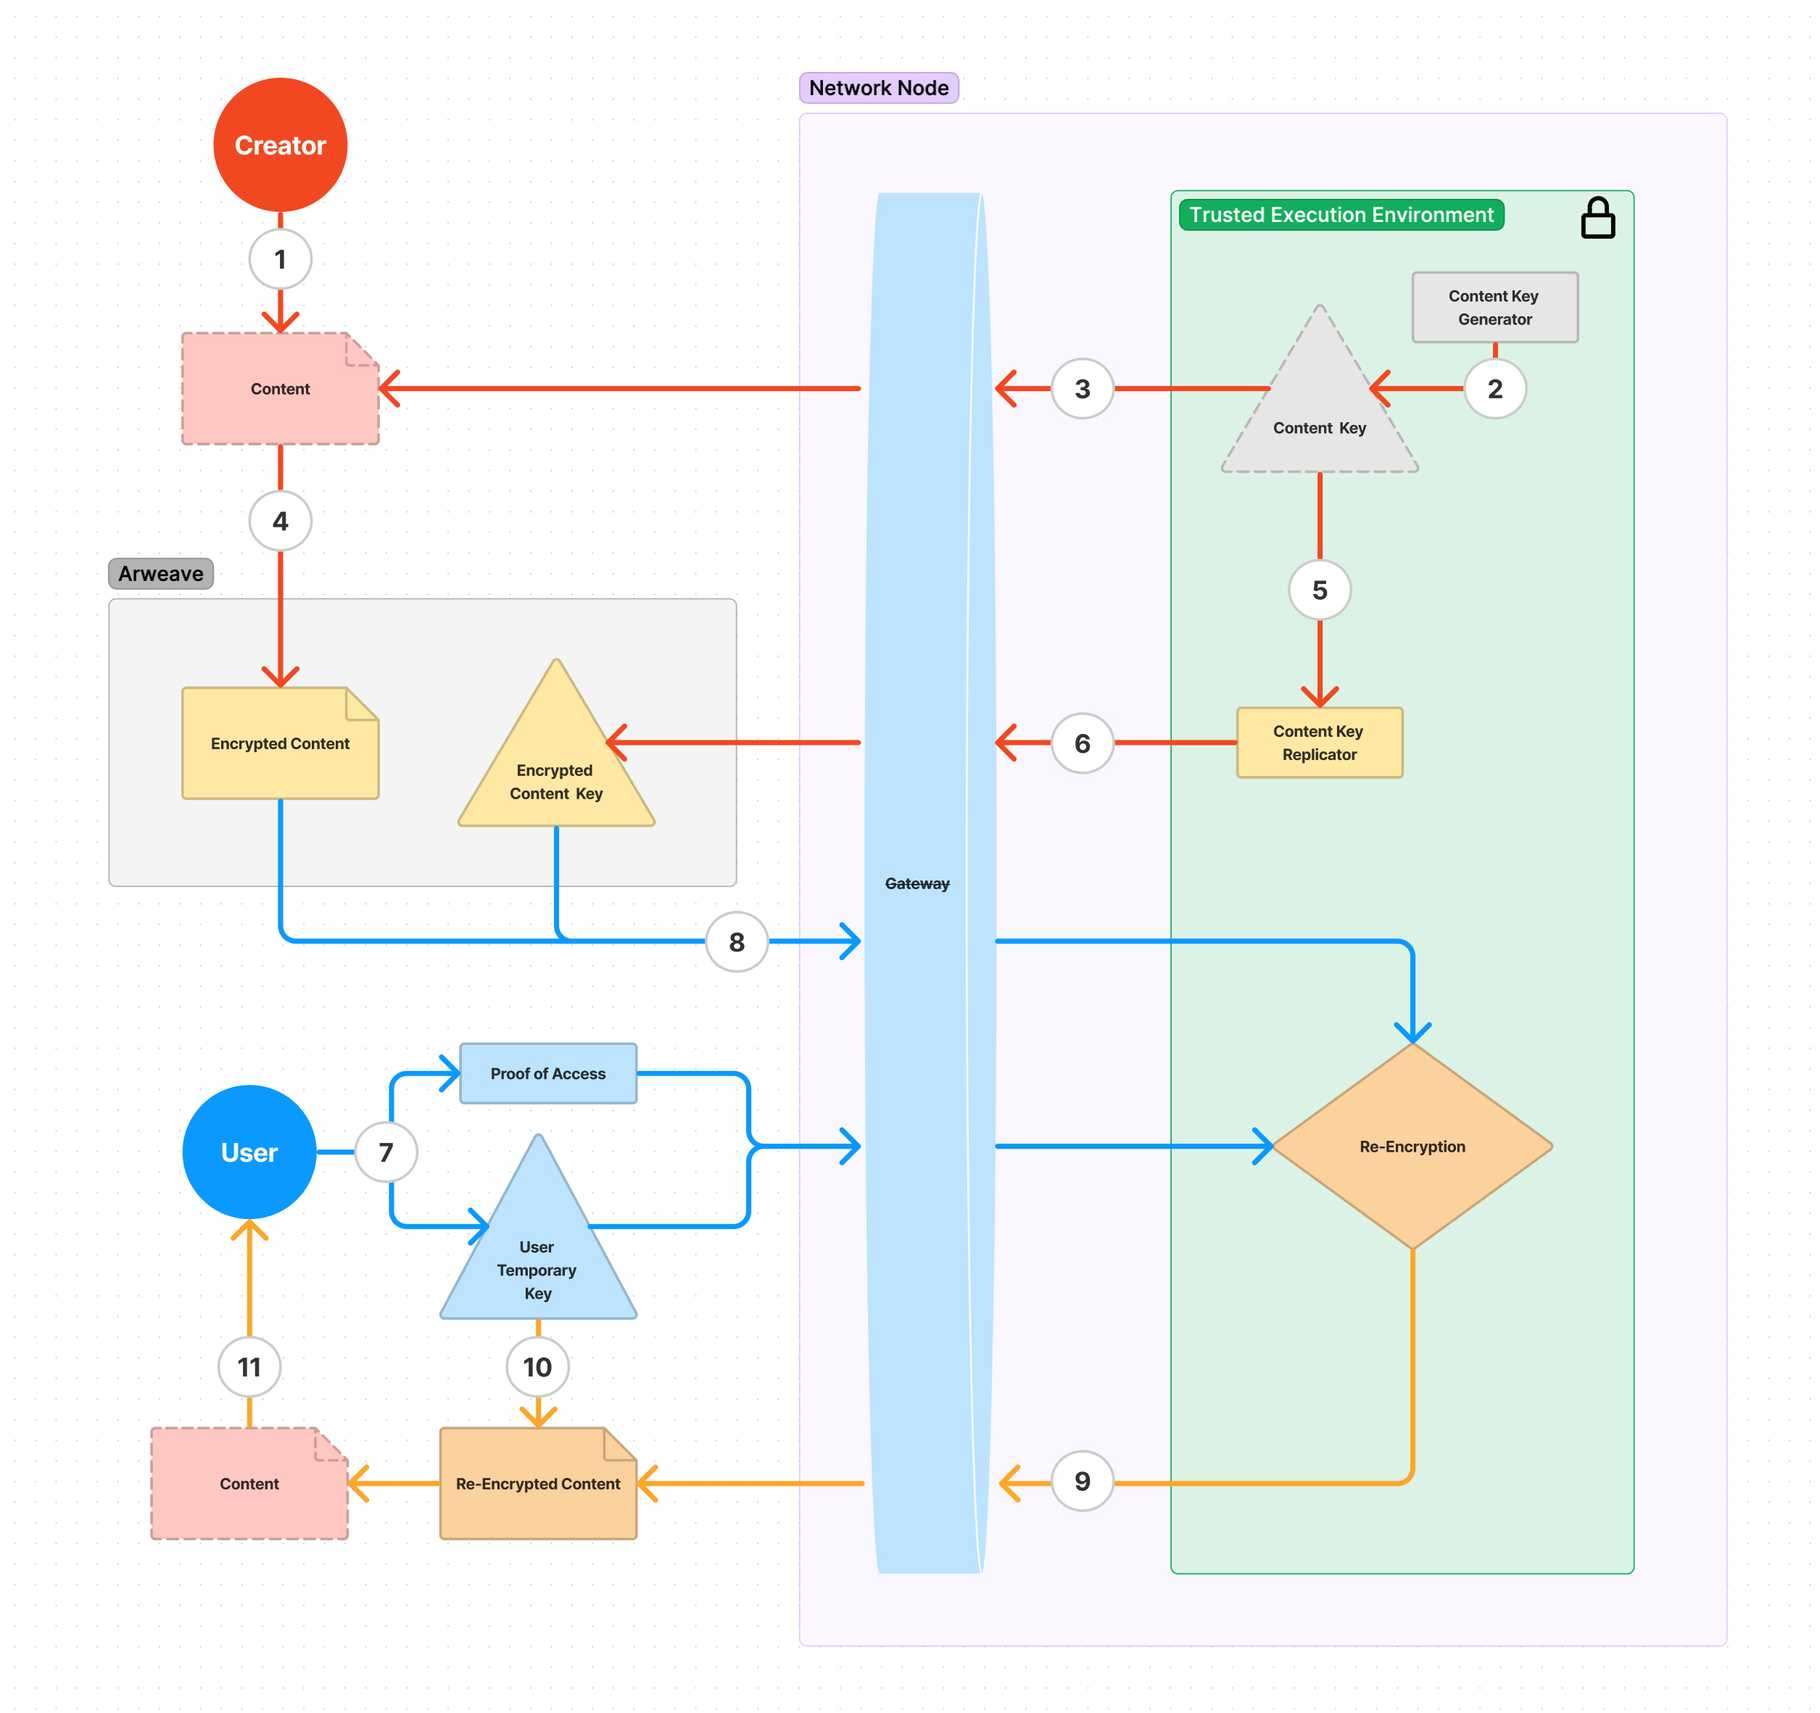 Network Node
Creator
Trusted Execution Environment
1
Content Key
Generator
Content
3
2
Content Key
4
Arweave
5
Encrypted Content
Encrypted
Content Key
6
Content Key
Replicator
Gateway
8
Proof of Access
User
7
Re-Encryption
User
Temporary
Key
11
10
Content
Re-Encrypted Content
9